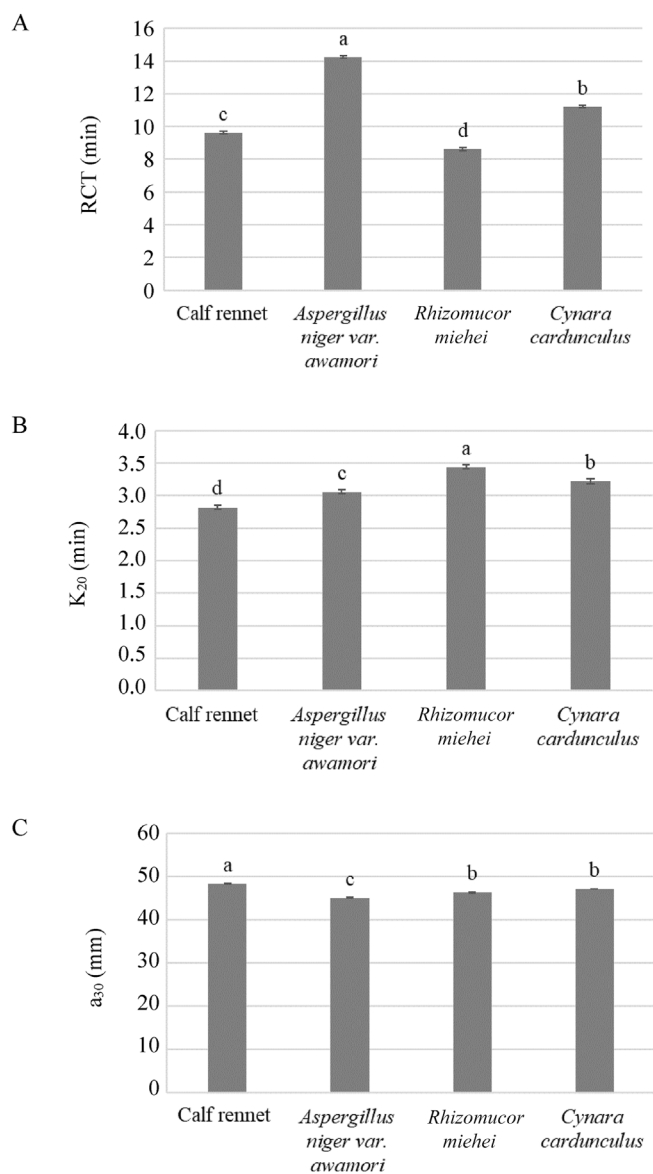 A
RCT (min)
16
14
12
10
8
6
4
2
0
c
a
d
b
Calf rennet
Aspergillus
niger var.
awamori
Rhizomucor
miehei
Cynara
cardunculus
B
K20 (min)
4.0
3.5
3.0
2.5
2.0
1.5
1.0
0.5
0.0
d
c
a
b
Calf rennet
Aspergillus
niger var.
awamori
Rhizomucor
miehei
Cynara
cardunculus
C
a30 (mm)
60
50
40
30
20
10
0
a
c
b
b
Calf rennet
Aspergillus
niger var.
awamori
Rhizomucor
miehei
Cynara
cardunculus